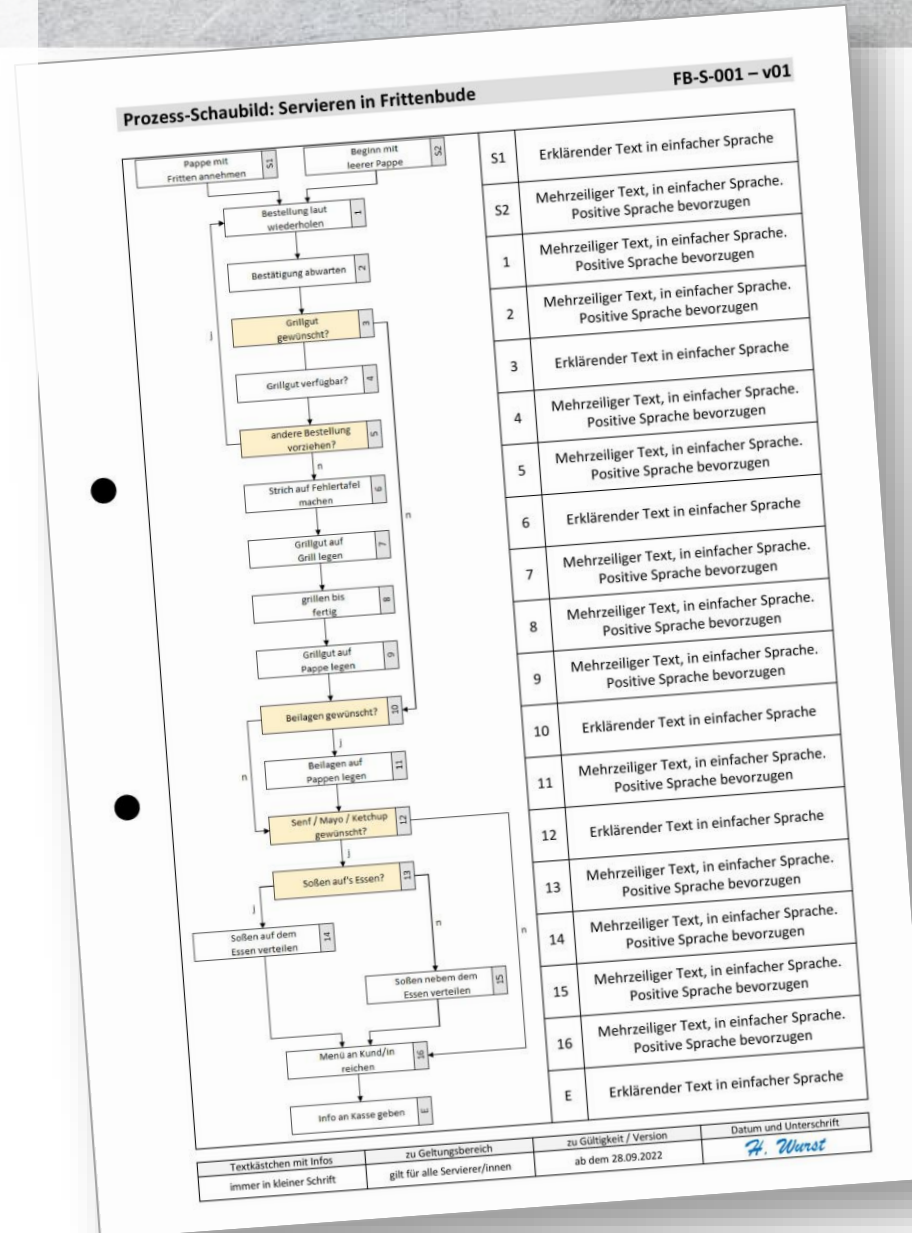 Prozess-Schaubild: Servieren in Frittenbude
FB-S-001 – v01
Pappe mit
Fritten annehmen
S1
Beginn mit
leerer Pappe
S2
Bestellung laut
wiederholen
1
Bestätigung abwarten
2
Grillgut
gewünscht?
3
j
Grillgut verfügbar?
4
andere Bestellung
vorziehen?
5
n
Strich auf Fehlertafel
machen
6
n
Grillgut auf
Grill legen
7
grillen bis
fertig
8
Grillgut auf
Pappe legen
9
Beilagen gewünscht?
10
j
n
Beilagen auf
Pappen legen
11
Senf / Mayo / Ketchup
gewünscht?
12
j
Soßen auf's Essen?
13
j
n
n
Soßen auf dem
Essen verteilen
14
Soßen nebem dem
Essen verteilen
15
Menü an Kund/in
reichen
16
Info an Kasse geben
E
S1
Erklärender Text in einfacher Sprache
S2
Mehrzeiliger Text, in einfacher Sprache.
Positive Sprache bevorzugen
1
Mehrzeiliger Text, in einfacher Sprache.
Positive Sprache bevorzugen
2
Mehrzeiliger Text, in einfacher Sprache.
Positive Sprache bevorzugen
3
Erklärender Text in einfacher Sprache
4
Mehrzeiliger Text, in einfacher Sprache.
Positive Sprache bevorzugen
5
Mehrzeiliger Text, in einfacher Sprache.
Positive Sprache bevorzugen
6
Erklärender Text in einfacher Sprache
7
Mehrzeiliger Text, in einfacher Sprache.
Positive Sprache bevorzugen
8
Mehrzeiliger Text, in einfacher Sprache.
Positive Sprache bevorzugen
9
Mehrzeiliger Text, in einfacher Sprache.
Positive Sprache bevorzugen
10
Erklärender Text in einfacher Sprache
11
Mehrzeiliger Text, in einfacher Sprache.
Positive Sprache bevorzugen
12
Erklärender Text in einfacher Sprache
13
Mehrzeiliger Text, in einfacher Sprache.
Positive Sprache bevorzugen
14
Mehrzeiliger Text, in einfacher Sprache.
Positive Sprache bevorzugen
15
Mehrzeiliger Text, in einfacher Sprache.
Positive Sprache bevorzugen
16
Mehrzeiliger Text, in einfacher Sprache.
Positive Sprache bevorzugen
E
Erklärender Text in einfacher Sprache
Textkästchen mit Infos
zu Geltungsbereich
zu Gültigkeit / Version
Datum und Unterschrift
immer in kleiner Schrift
gilt für alle Servierer/innen
ab dem 28.09.2022
H. Wurst